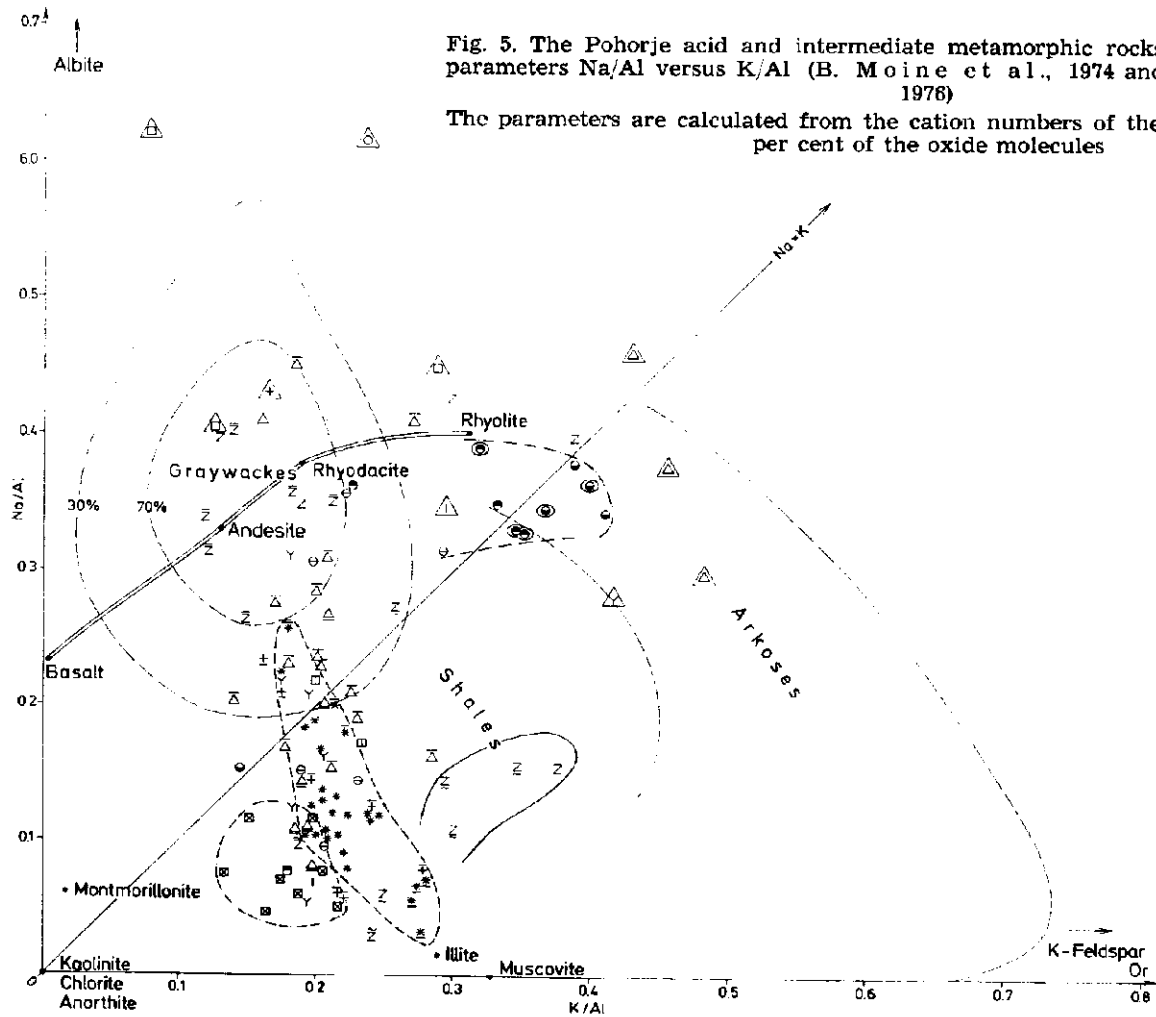 0.7
Albite
Fig. 5. The Pohorje acid and intermediate metamorphic rocks
parameters Na/Al versus K/Al (B. Moine et al., 1974 and
1976)
The parameters are calculated from the cation numbers of the
per cent of the oxide molecules
6.0
Na=K
0.5
0.4
Rhyolite
Graywackes
Rhyodacite
30%
70%
Na/Al
Andesite
0.3
Arkoses
Basalt
Shales
0.2
0.1
Montmorillonite
Illite
K-Feldspar
Or
0
Kaolinite
Chlorite
Anorthite
Muscovite
0.1
0.2
0.3
0.4
0.5
0.6
0.7
0.8
K/Al